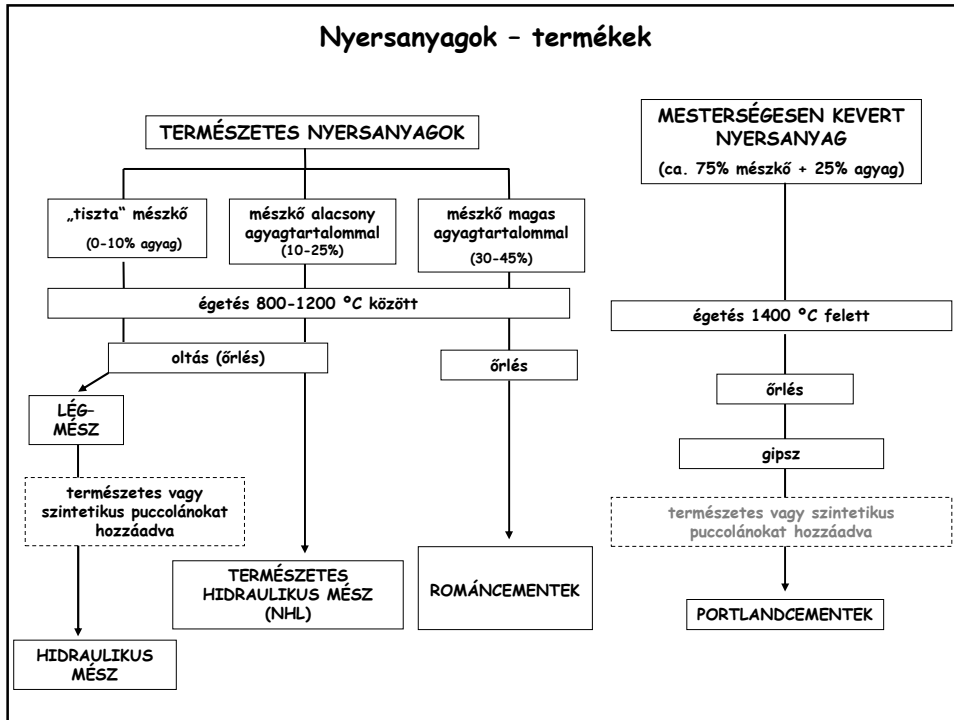 Nyersanyagok – termékek
TERMÉSZETES NYERSANYAGOK
MESTERSÉGESEN KEVERT
NYERSANYAG
(ca. 75% mészkő + 25% agyag)
„tiszta“ mészkő
(0-10% agyag)
mészkő alacsony
agyagtartalommal
(10-25%)
mészkő magas
agyagtartalommal
(30-45%)
égetés 800-1200 ºC között
égetés 1400 ºC felett
oltás (őrlés)
őrlés
őrlés
LÉG-
MÉSZ
gipsz
természetes vagy
szintetikus puccolánokat
hozzáadva
természetes vagy szintetikus
puccolánokat hozzáadva
TERMÉSZETES
HIDRAULIKUS MÉSZ
(NHL)
ROMÁNCEMENTEK
PORTLANDCEMENTEK
HIDRAULIKUS
MÉSZ